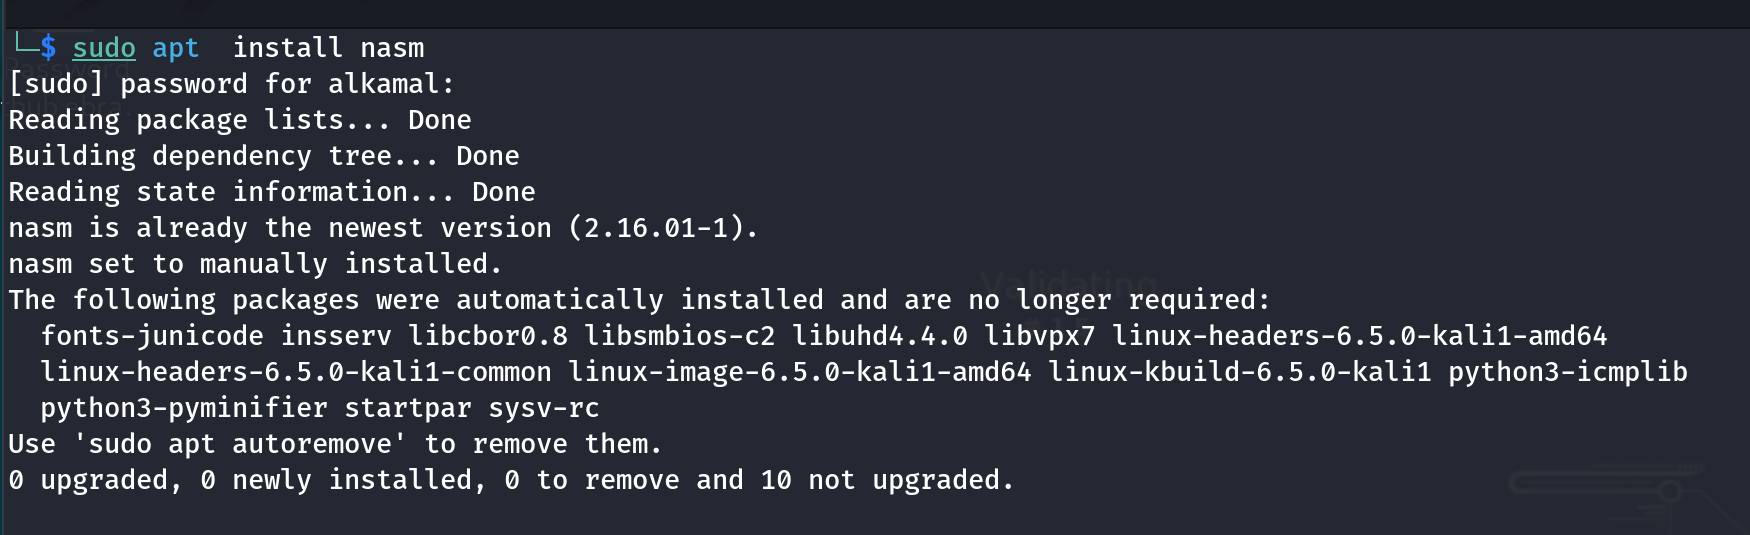 └─$ sudo apt  install nasm
[sudo] password for alkamal:
Reading package lists... Done
Building dependency tree... Done
Reading state information... Done
nasm is already the newest version (2.16.01-1).
nasm set to manually installed.
Validating
The following packages were automatically installed and are no longer required:
  fonts-junicode insserv libcbor0.8 libsmbios-c2 libuhd4.4.0 libvpx7 linux-headers-6.5.0-kali1-amd64
  linux-headers-6.5.0-kali1-common linux-image-6.5.0-kali1-amd64 linux-kbuild-6.5.0-kali1 python3-icmplib
  python3-pyminifier startpar sysv-rc
Use 'sudo apt autoremove' to remove them.
0 upgraded, 0 newly installed, 0 to remove and 10 not upgraded.